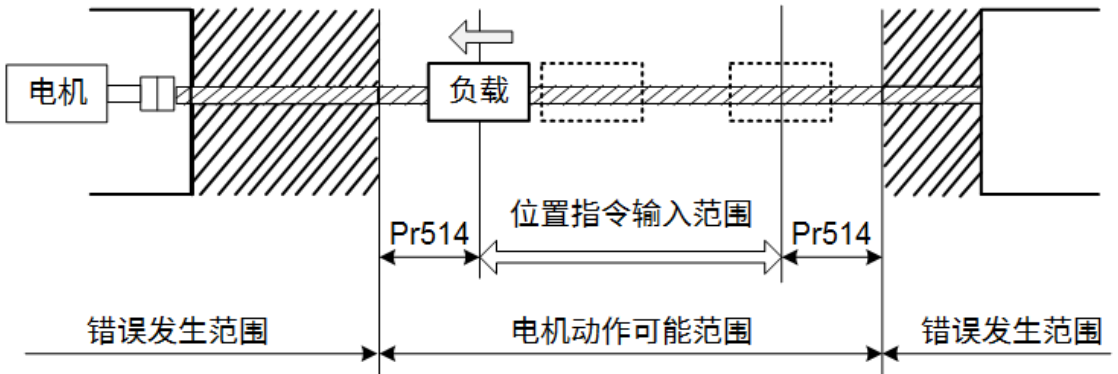 电机
负载
位置指令输入范围
Pr514
Pr514
错误发生范围
电机动作可能范围
错误发生范围